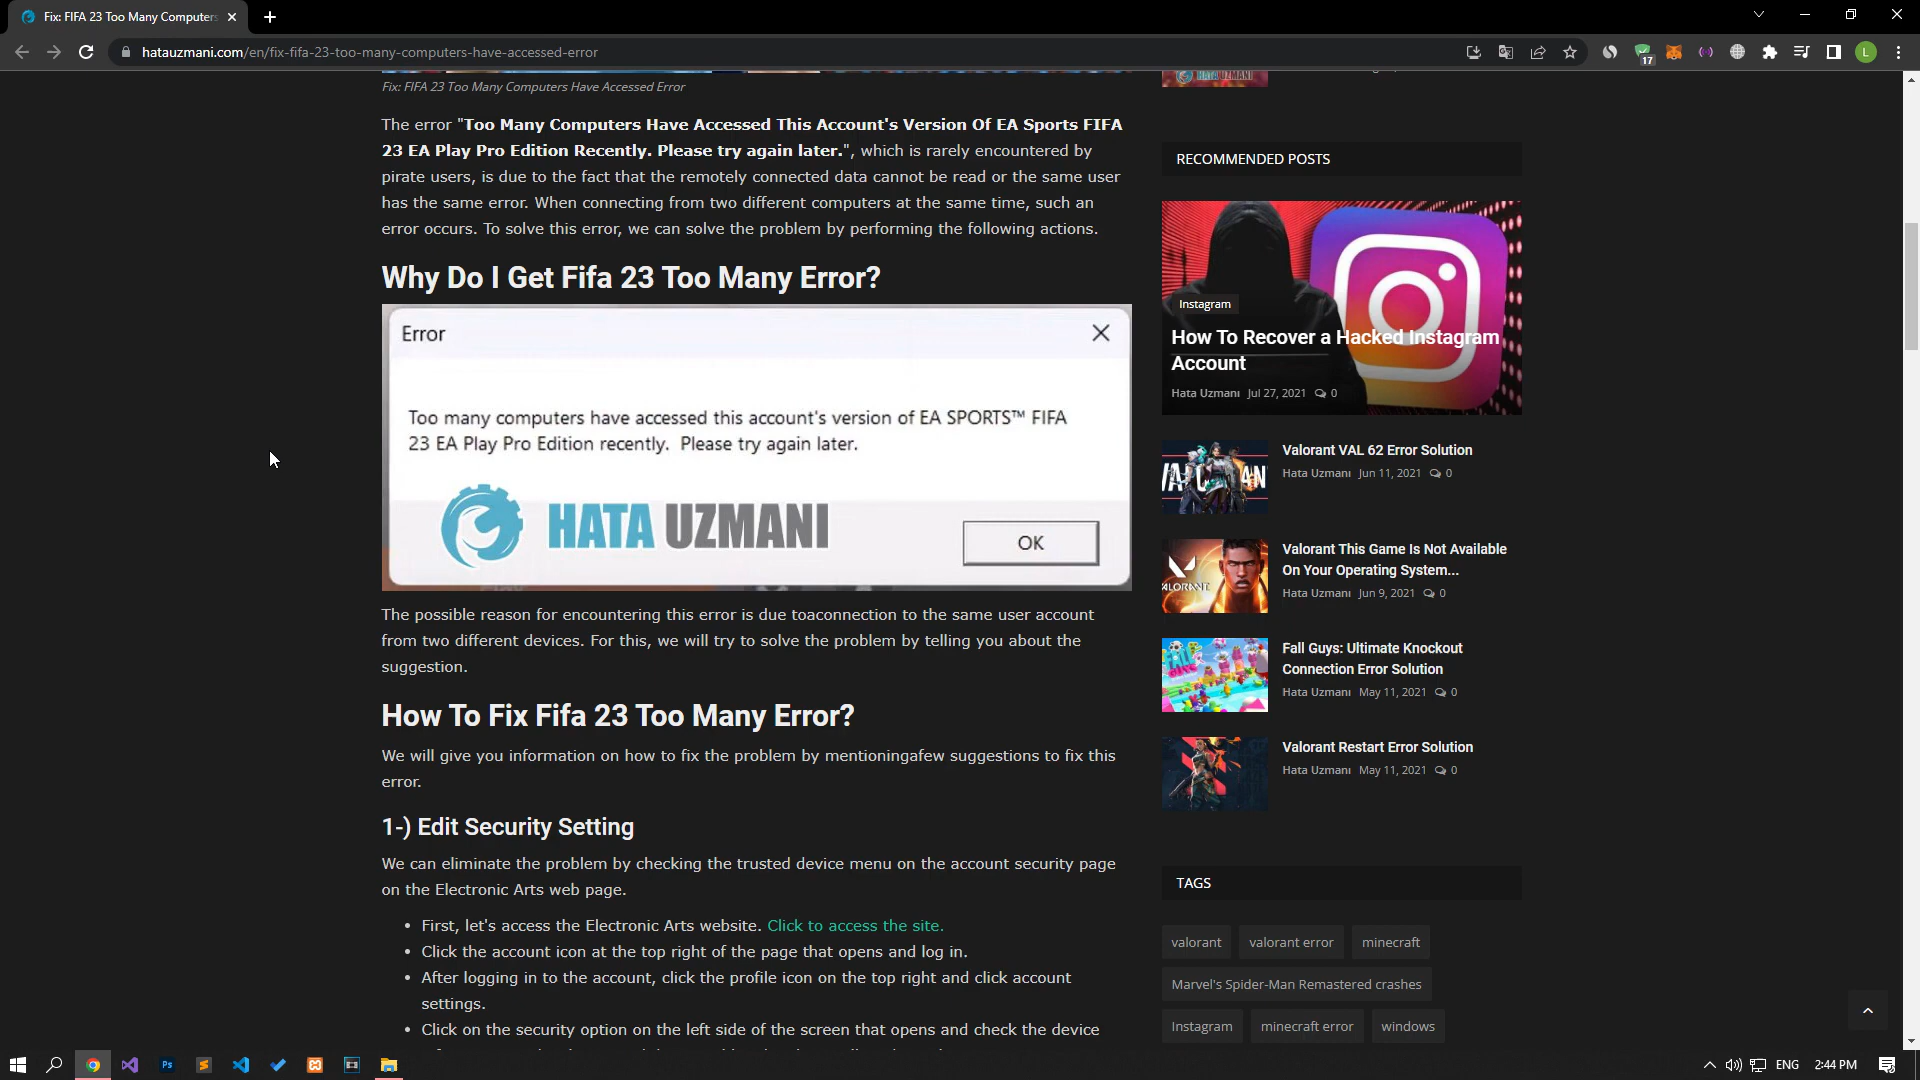 Fix: FIFA 23 Too Many Computers
hatauzmani.com/en/fix-fifa-23-too-many-computers-have-accessed-error
17
L
Fix: FIFA 23 Too Many Computers Have Accessed Error
The error "Too Many Computers Have Accessed This Account's Version Of EA Sports FIFA
23 EA Play Pro Edition Recently. Please try again later.", which is rarely encountered by
pirate users, is due to the fact that the remotely connected data cannot be read or the same user
has the same error. When connecting from two different computers at the same time, such an
error occurs. To solve this error, we can solve the problem by performing the following actions.
Why Do I Get Fifa 23 Too Many Error?
Error
Too many computers have accessed this account's version of EA SPORTS™ FIFA
23 EA Play Pro Edition recently. Please try again later.
HATA UZMANI
OK
The possible reason for encountering this error is due toaconnection to the same user account
from two different devices. For this, we will try to solve the problem by telling you about the
suggestion.
How To Fix Fifa 23 Too Many Error?
We will give you information on how to fix the problem by mentioningafew suggestions to fix this
error.
1-) Edit Security Setting
We can eliminate the problem by checking the trusted device menu on the account security page
on the Electronic Arts web page.
• First, let's access the Electronic Arts website. Click to access the site.
• Click the account icon at the top right of the page that opens and log in.
• After logging in to the account, click the profile icon on the top right and click account
settings.
• Click on the security option on the left side of the screen that opens and check the device
HATA UZMANI
RECOMMENDED POSTS
Instagram
How To Recover a Hacked Instagram
Account
Hata Uzmanı Jul 27, 2021 0
Valorant VAL 62 Error Solution
Hata Uzmanı Jun 11, 2021 0
VALORANT
Valorant This Game Is Not Available
On Your Operating System...
Hata Uzmanı Jun 9, 2021 0
Fall Guys: Ultimate Knockout
Connection Error Solution
Hata Uzmanı May 11, 2021 0
Valorant Restart Error Solution
Hata Uzmanı May 11, 2021 0
TAGS
valorant
valorant error
minecraft
Marvel's Spider-Man Remastered crashes
Instagram
minecraft error
windows
Ps
ENG
2:44 PM